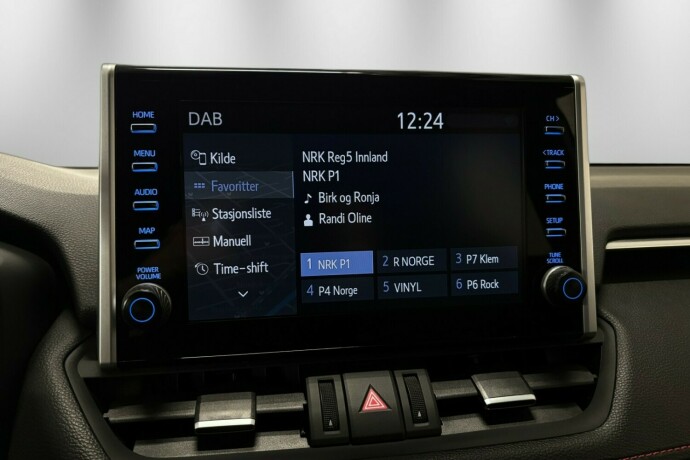 HOME
MENU
AUDIO
MAP
POWER
VOLUME
DAB
12:24
Kilde
Favoritter
Stasjonsliste
Manuell
Time-shift
NRK Reg5 Innland
NRK P1
Birk og Ronja
Randi Oline
1 NRK P1
2 R NORGE
3 P7 Klem
4 P4 Norge
5 VINYL
6 P6 Rock
CH >
< TRACK
PHONE
SETUP
TUNE
SCROLL